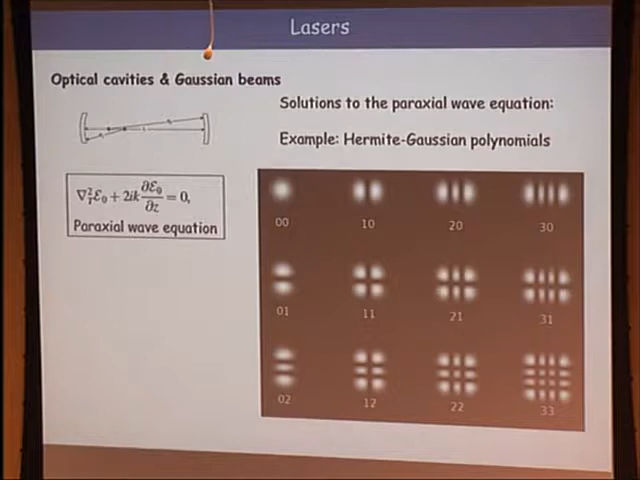 Lasers
Optical cavities & Gaussian beams
Solutions to the paraxial wave equation:
Example: Hermite-Gaussian polynomials
∇²_T ℰ₀ + 2ik ∂ℰ₀/∂z = 0,
Paraxial wave equation
00 10 20 30
01 11 21 31
02 12 22 33